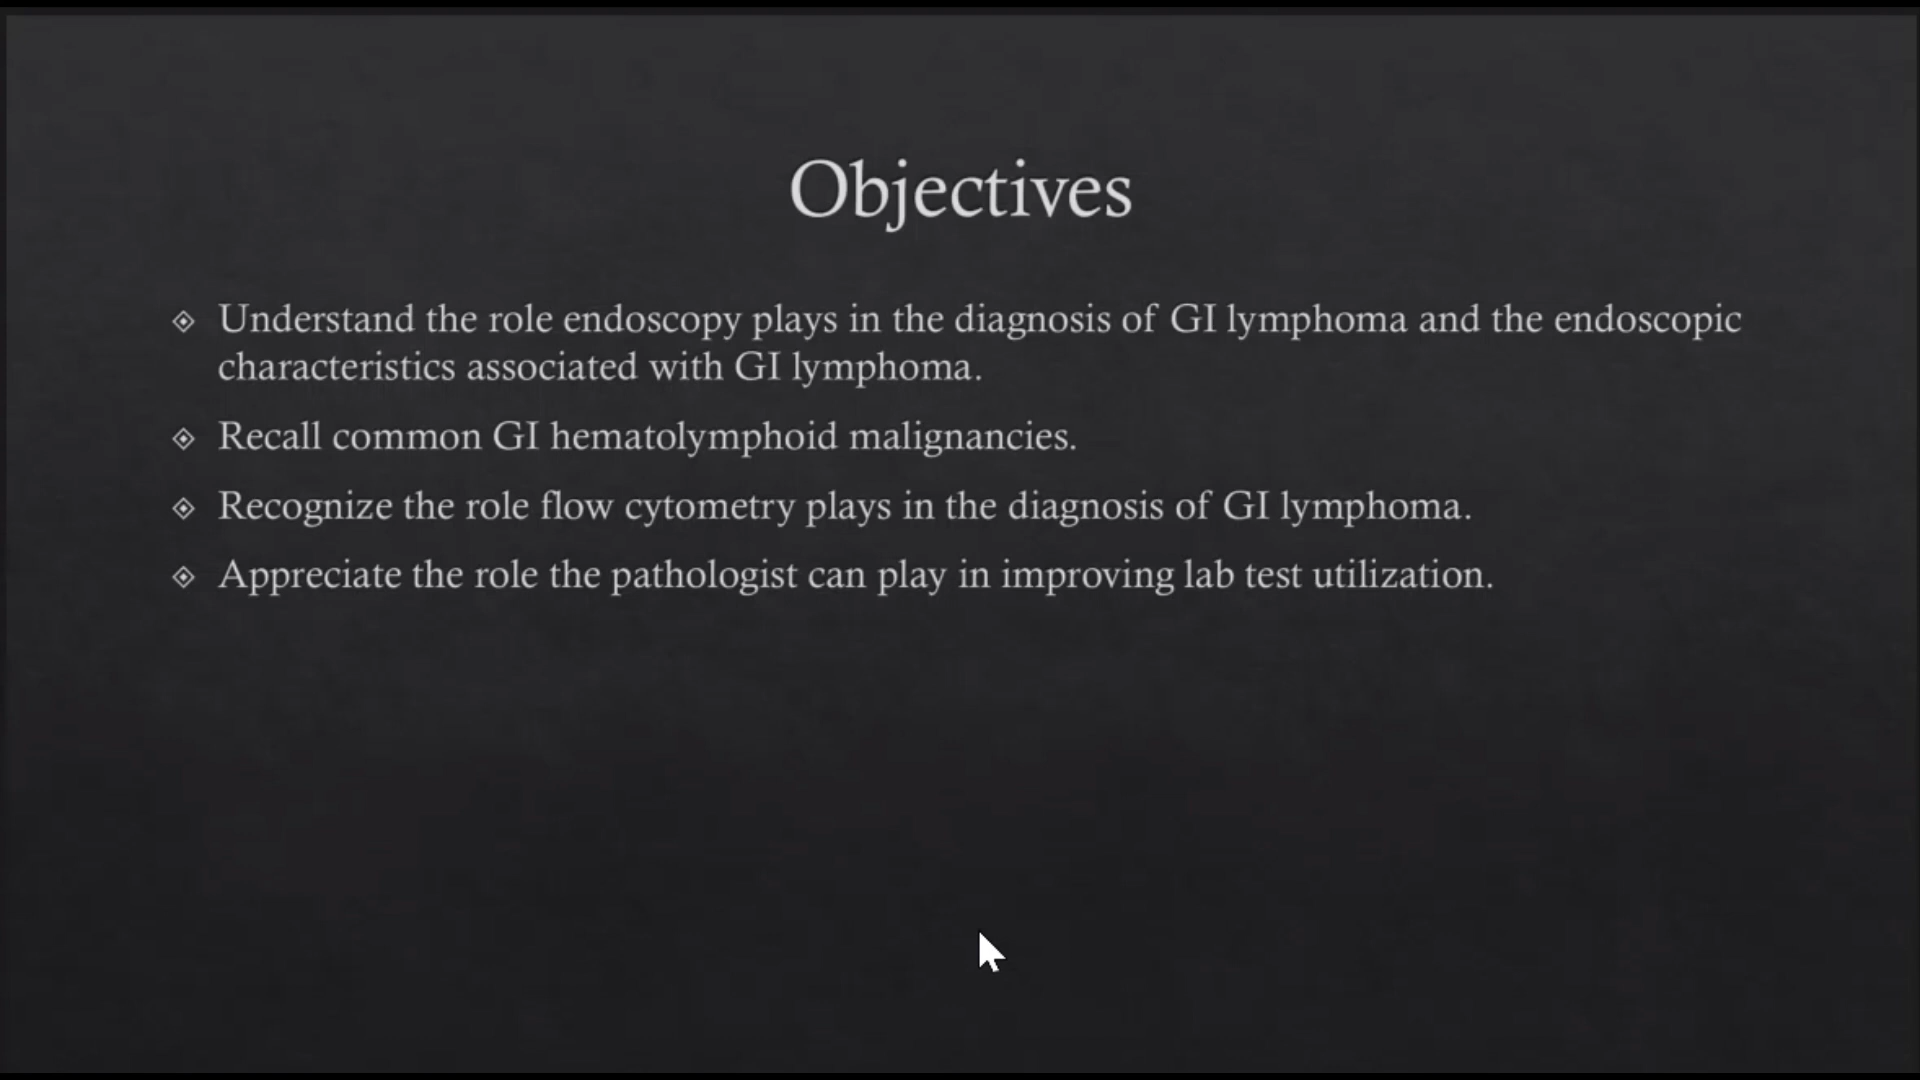 Objectives
Understand the role endoscopy plays in the diagnosis of GI lymphoma and the endoscopic
characteristics associated with GI lymphoma.
Recall common GI hematolymphoid malignancies.
Recognize the role flow cytometry plays in the diagnosis of GI lymphoma.
Appreciate the role the pathologist can play in improving lab test utilization.